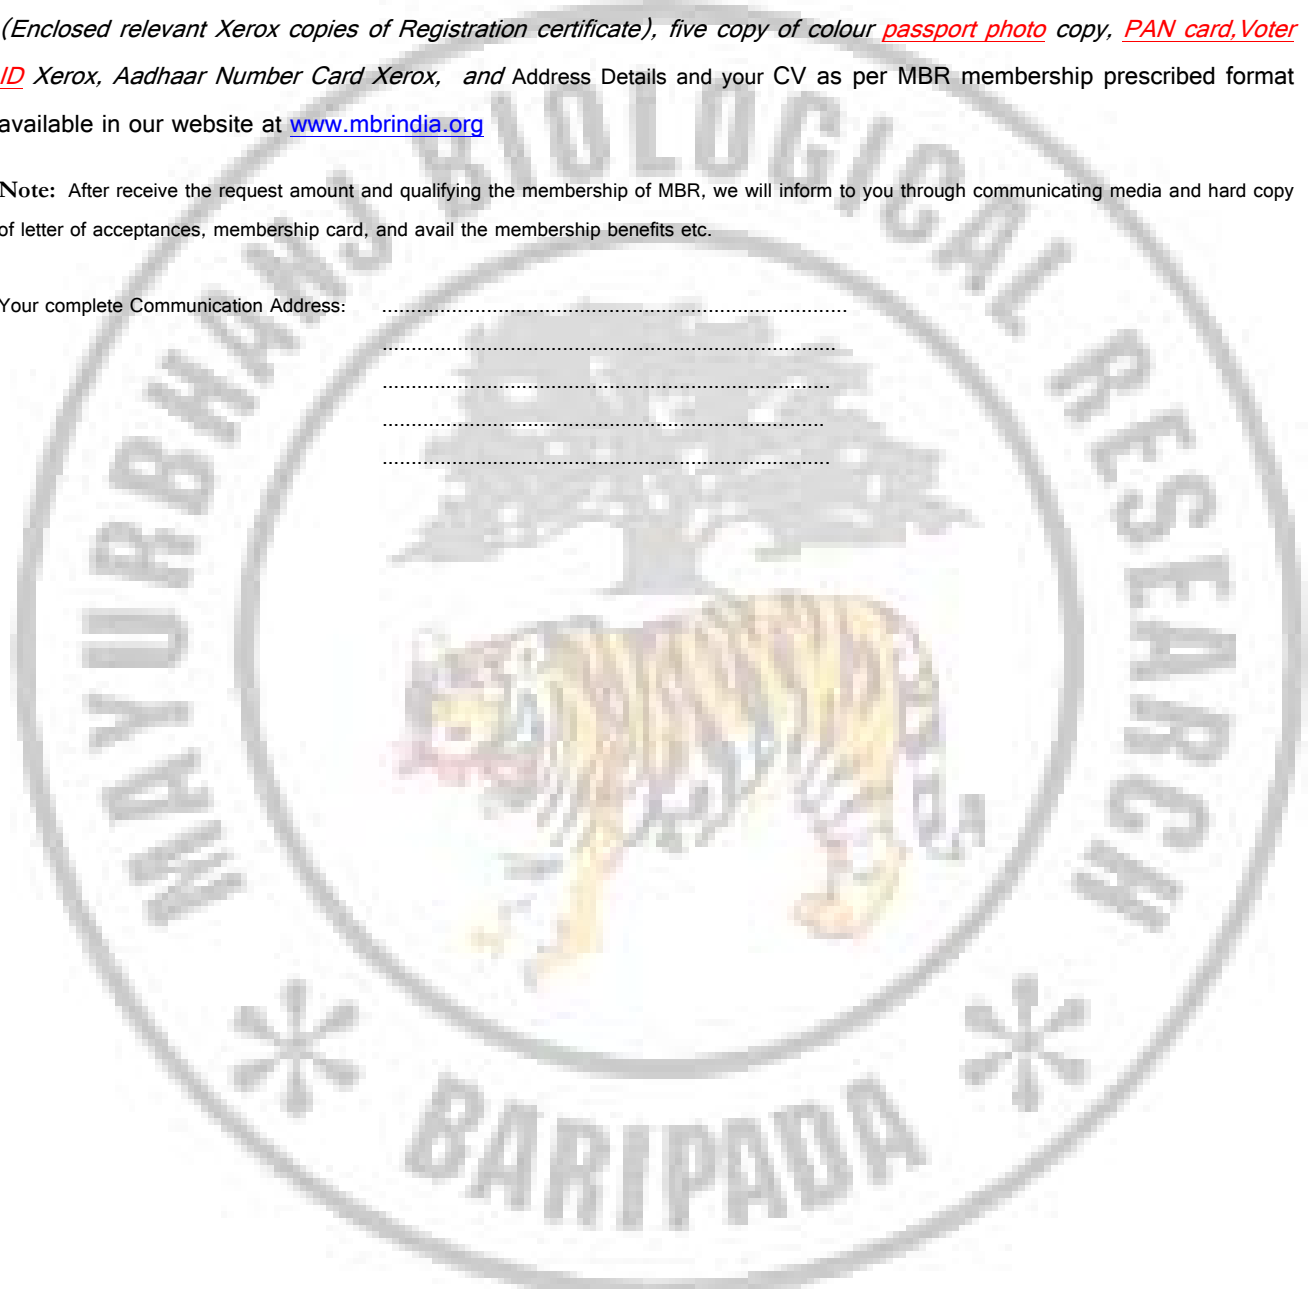 (Enclosed relevant Xerox copies of Registration certificate), five copy of colour passport photo copy, PAN card,Voter
ID Xerox, Aadhaar Number Card Xerox, and Address Details and your CV as per MBR membership prescribed format
available in our website at www.mbrindia.org
Note: After receive the request amount and qualifying the membership of MBR, we will inform to you through communicating media and hard copy
of letter of acceptances, membership card, and avail the membership benefits etc.
Your complete Communication Address: ................................................................................
..............................................................................
.............................................................................
............................................................................
.............................................................................
MAYURBHANJ BIOLOGICAL RESEARCH
* BARIPADA *